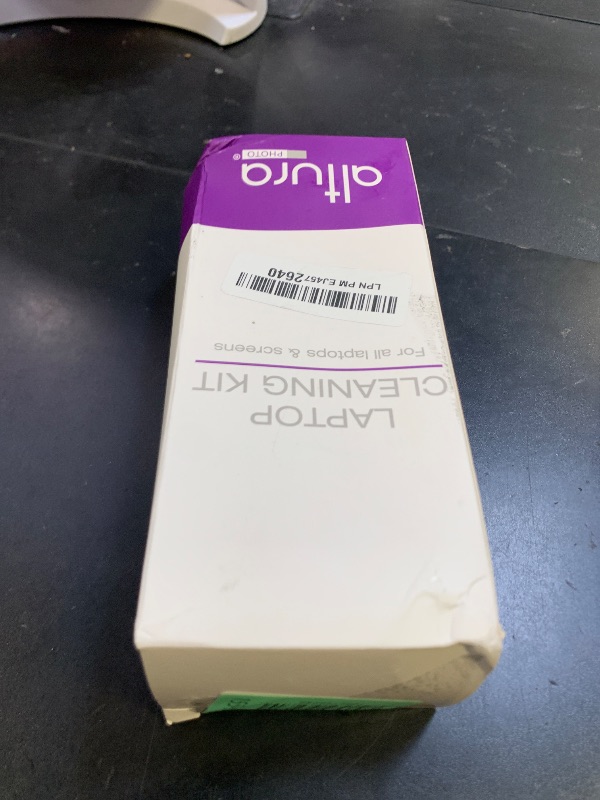 LAPTOP
CLEANING KIT
For all laptops & screens
LPN PM EJ4572640
altura
PHOTO®